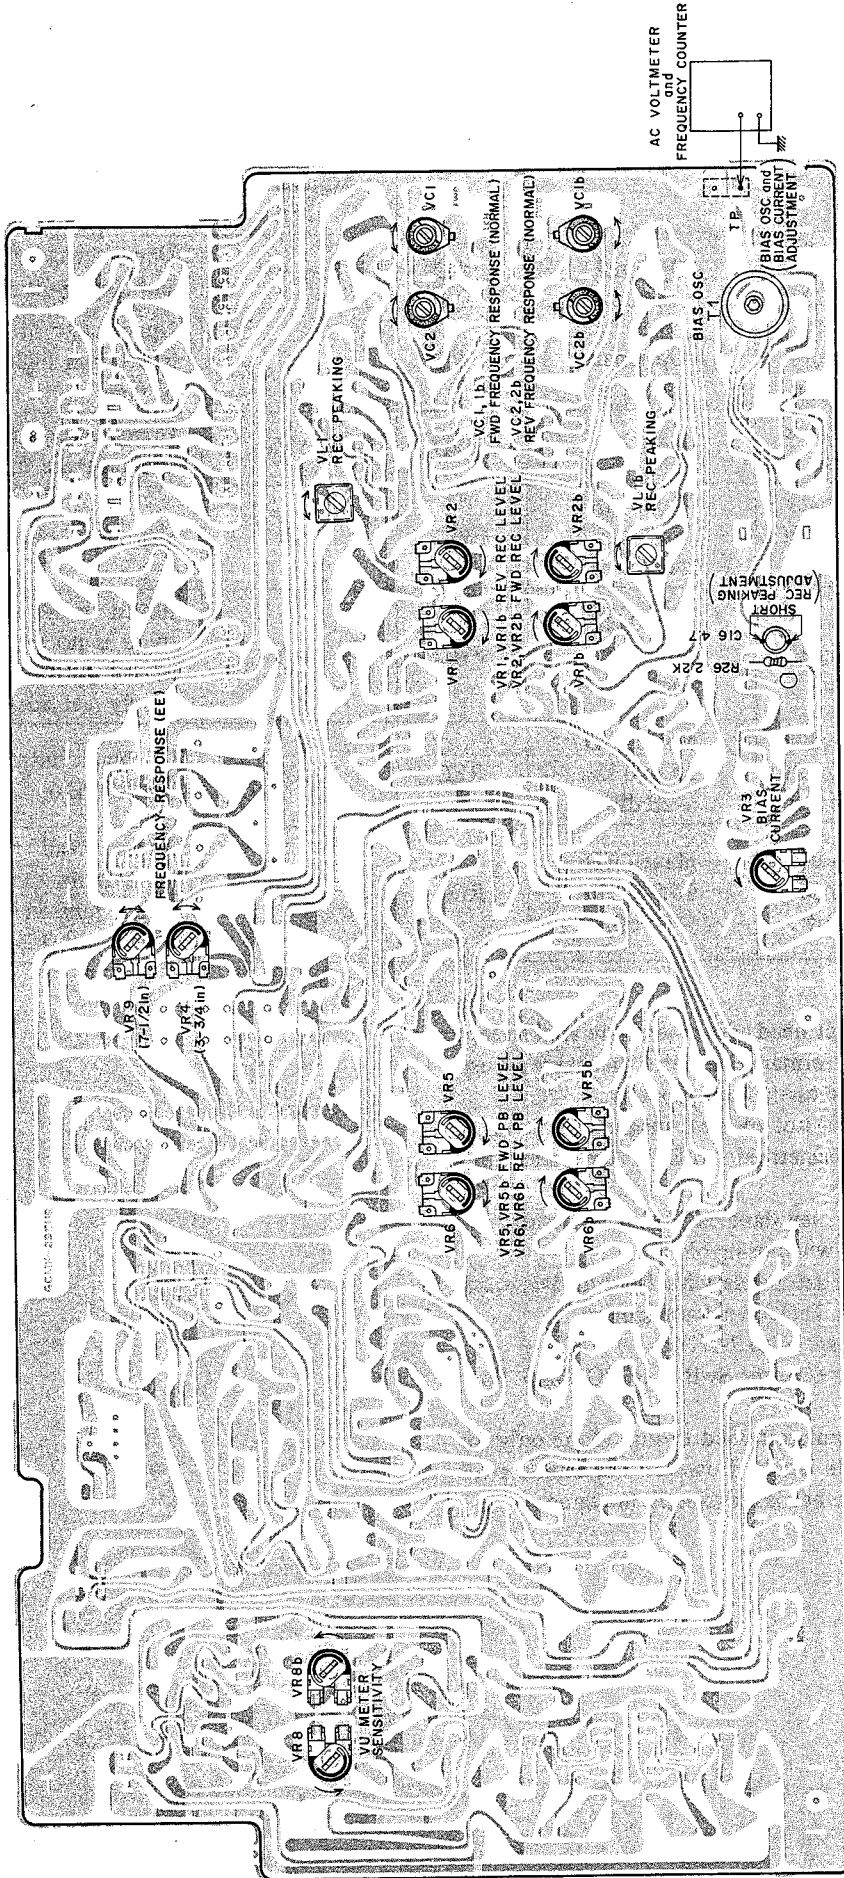 AC VOLTMETER
and
FREQUENCY COUNTER
TP
(BIAS OSC and
BIAS CURRENT
ADJUSTMENT)
BIAS OSC
T1
VC1
FWD
VC2
VC1b
VC2b
VC1, 1b
FWD FREQUENCY RESPONSE (NORMAL)
VC2, 2b
REV FREQUENCY RESPONSE (NORMAL)
VL1
REC PEAKING
VL1b
REC PEAKING
VR2
VR1
VR2b
VR1b
VR1, VR1b REV REC LEVEL
VR2, VR2b FWD REC LEVEL
(REC PEAKING
ADJUSTMENT)
SHORT
C16 4.7
R26 2.2K
VR3
BIAS
CURRENT
FREQUENCY RESPONSE (EE)
VR9
(7-1/2in)
VR4
(3-3/4in)
VR5
VR6
VR5b
VR6b
VR5, VR5b FWD PB LEVEL
VR6, VR6b REV PB LEVEL
AKAI
VR8b
VR8
VU METER
SENSITIVITY